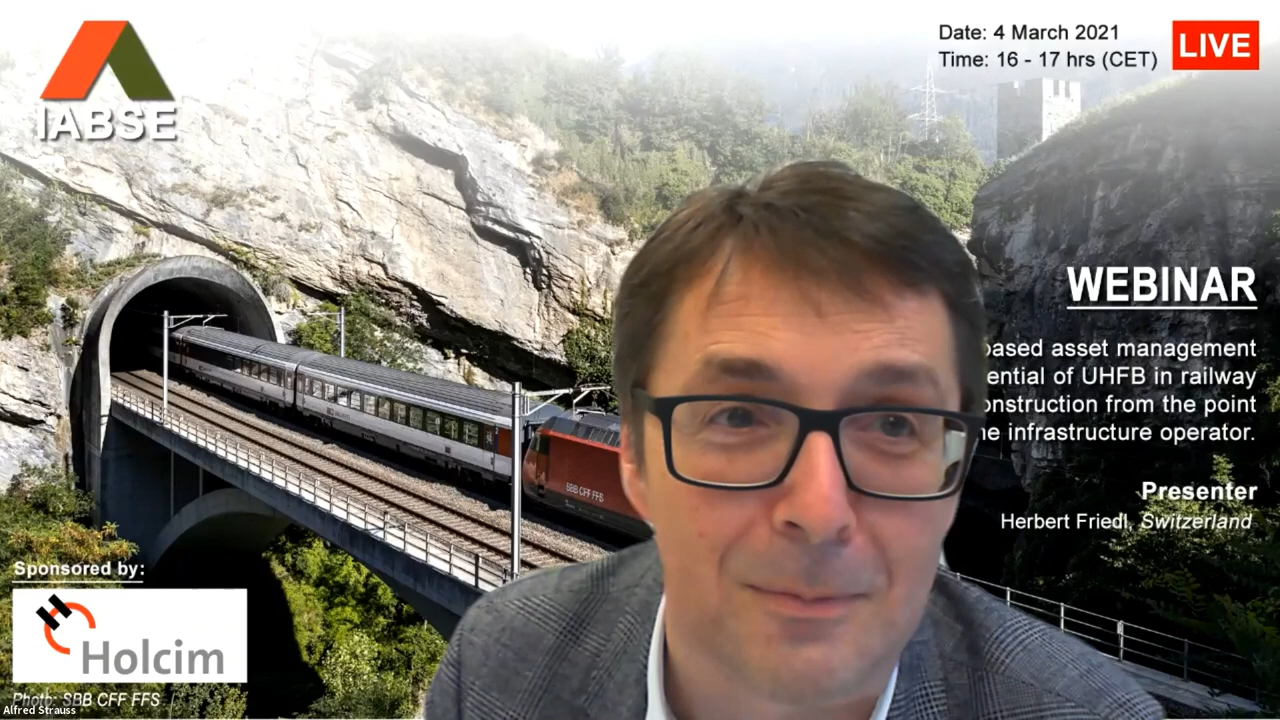 IABSE
Date: 4 March 2021
Time: 16 - 17 hrs (CET)
LIVE
WEBINAR
based asset management
ential of UHFB in railway
onstruction from the point
he infrastructure operator.
Presenter
Herbert Friedl, Switzerland
SBB CFF FFS
Sponsored by:
Holcim
Photo: SBB CFF FFS
Alfred Strauss